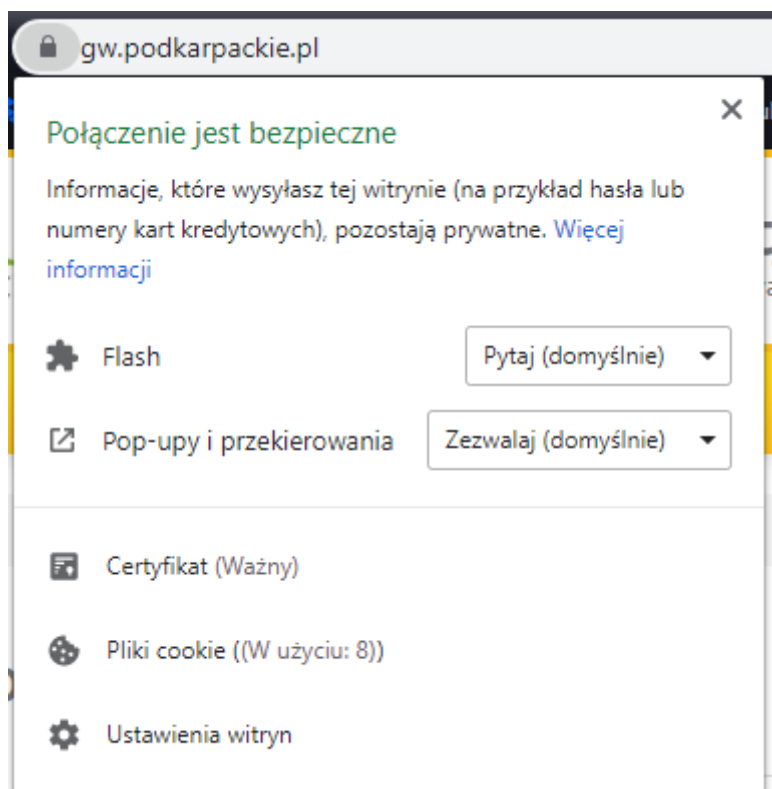 gw.podkarpackie.pl
Połączenie jest bezpieczne
Informacje, które wysyłasz tej witrynie (na przykład hasła lub
numery kart kredytowych), pozostają prywatne. Więcej
informacji
Flash
Pytaj (domyślnie)
Pop-upy i przekierowania
Zezwalaj (domyślnie)
Certyfikat (Ważny)
Pliki cookie ((W użyciu: 8))
Ustawienia witryn